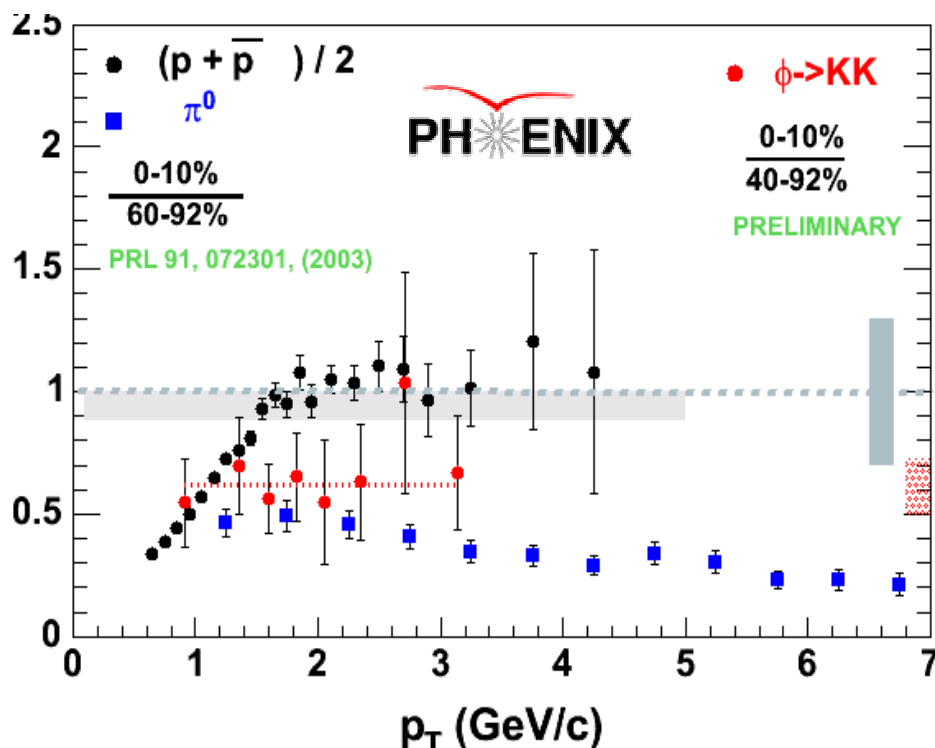 2.5
2
1.5
1
0.5
0
(p + p̅ ) / 2
π⁰
0-10%
60-92%
PRL 91, 072301, (2003)
PHENIX
ϕ->KK
0-10%
40-92%
PRELIMINARY
0 1 2 3 4 5 6 7
p_T (GeV/c)